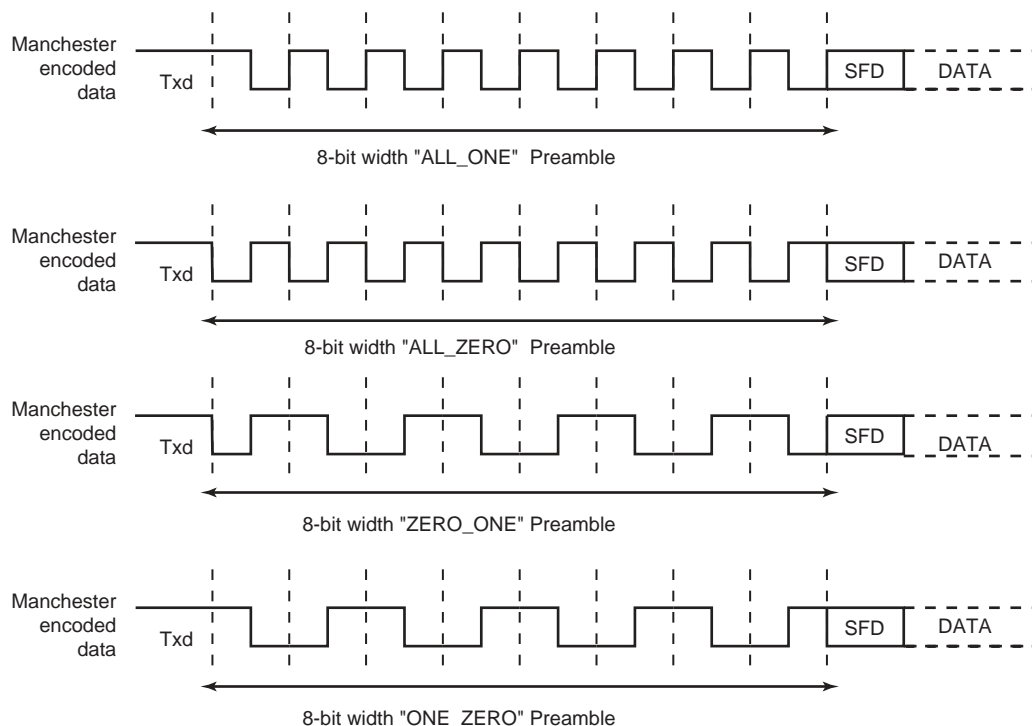 Manchester
encoded
data
Txd
SFD
DATA
8-bit width "ALL_ONE" Preamble
Manchester
encoded
data
Txd
SFD
DATA
8-bit width "ALL_ZERO" Preamble
Manchester
encoded
data
Txd
SFD
DATA
8-bit width "ZERO_ONE" Preamble
Manchester
encoded
data
Txd
SFD
DATA
8-bit width "ONE_ZERO" Preamble